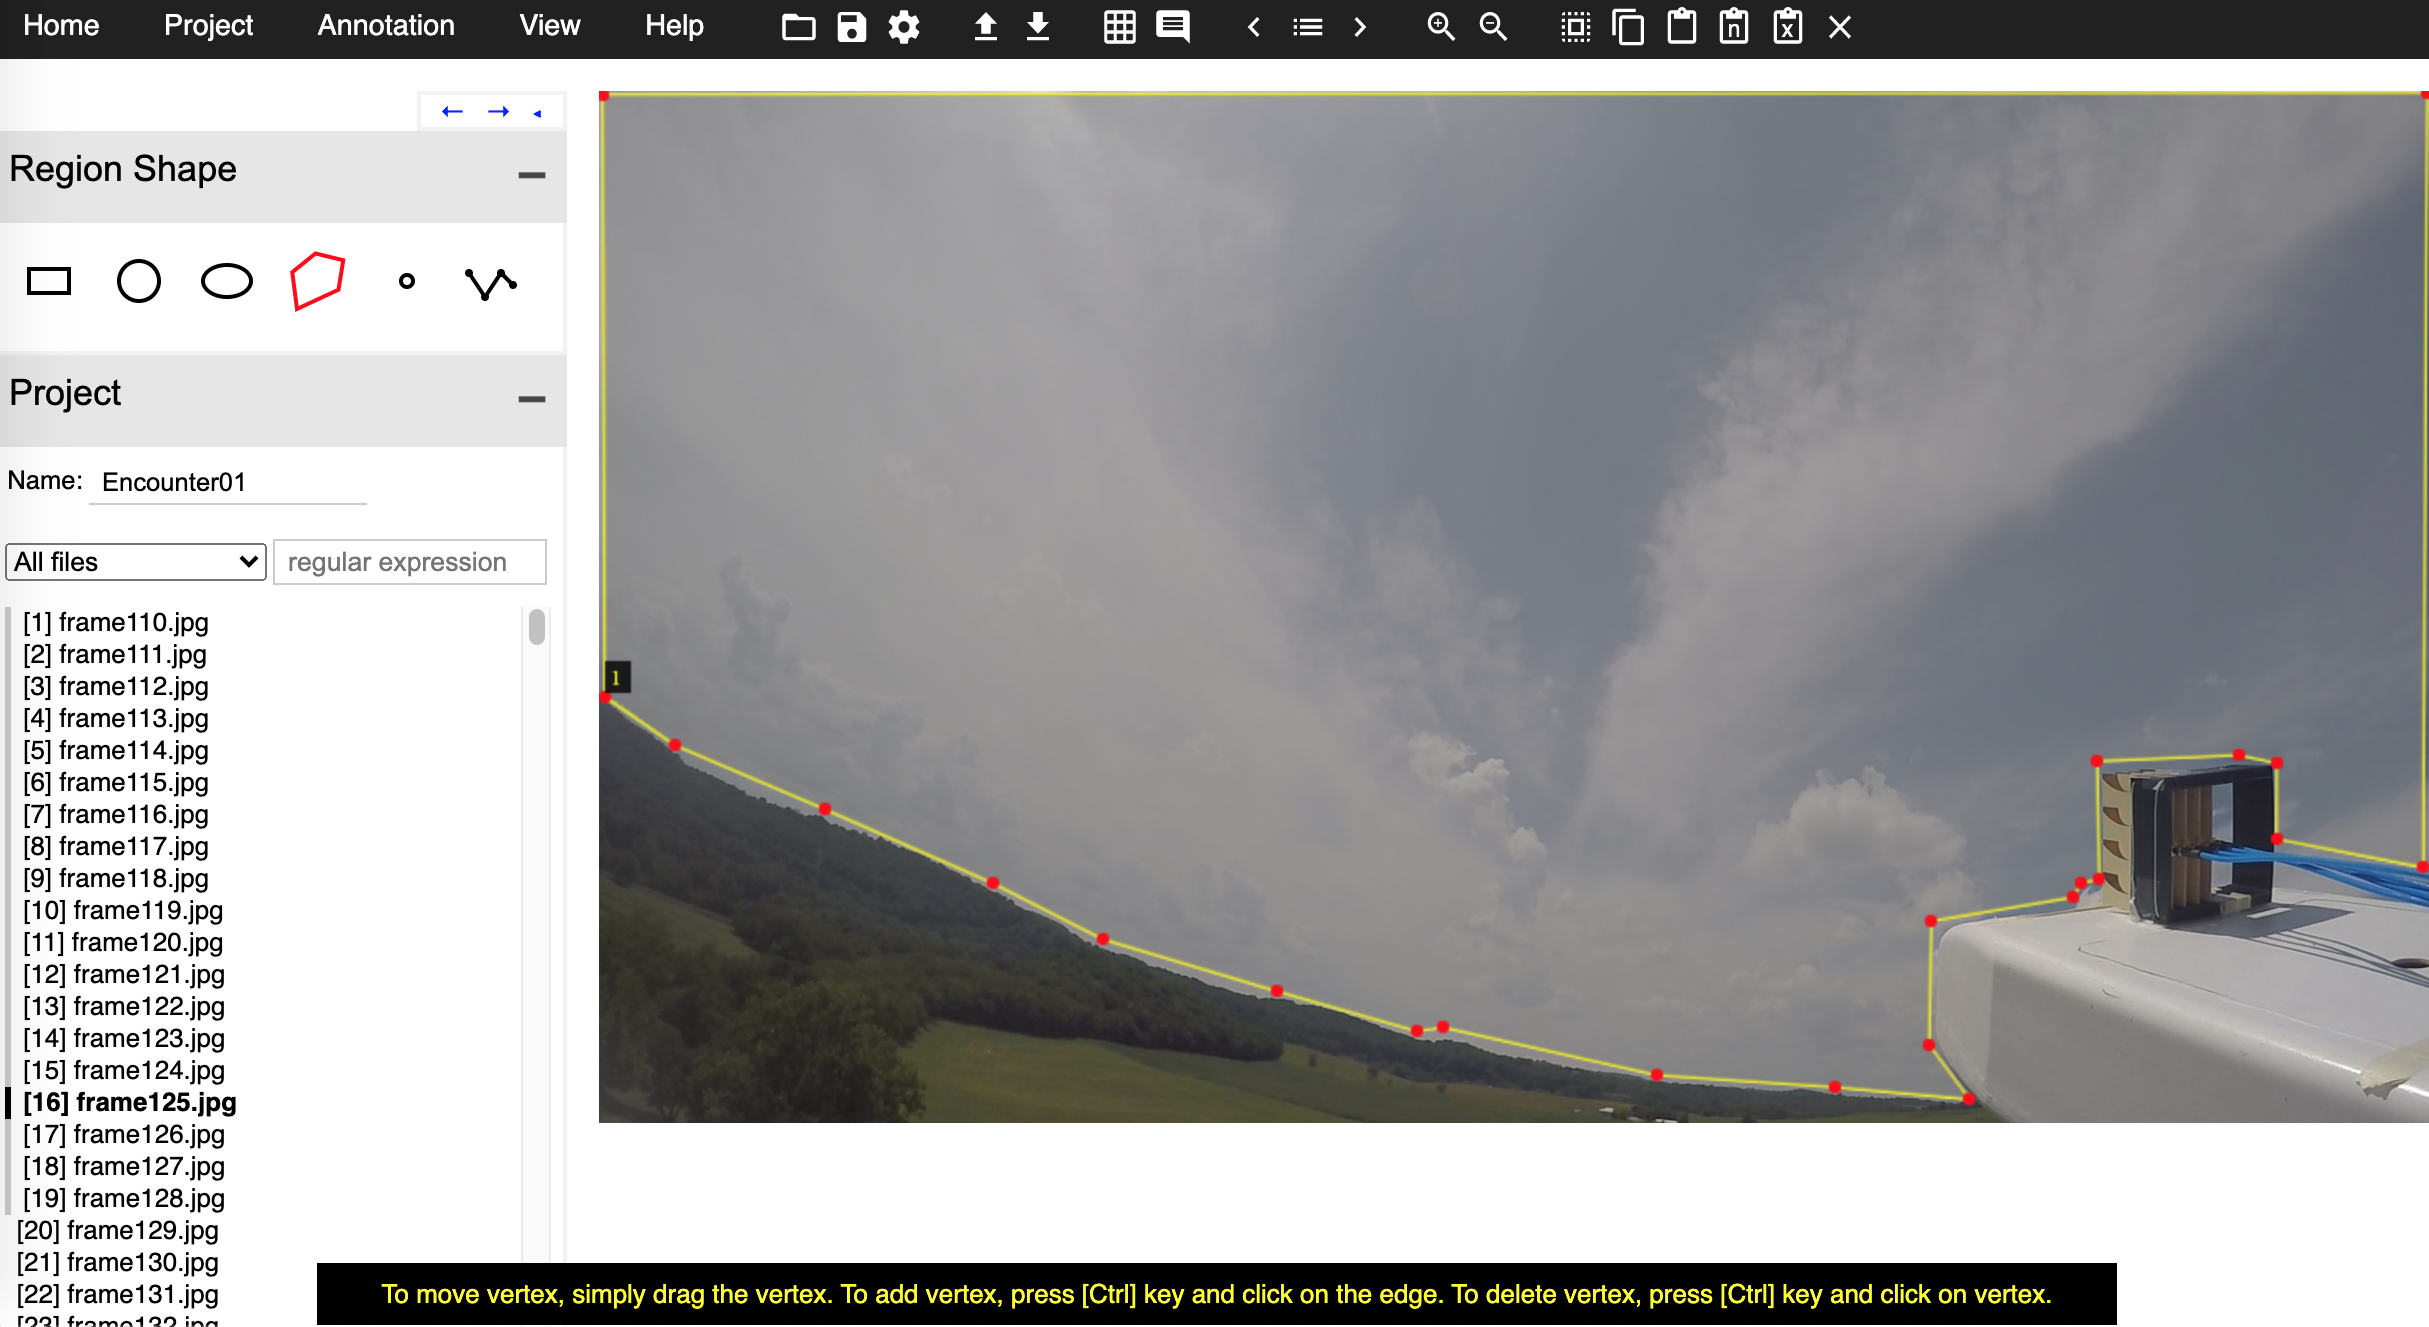 Home Project Annotation View Help
n x
Region Shape
Project
Name: Encounter01
All files regular expression
[1] frame110.jpg
[2] frame111.jpg
[3] frame112.jpg
[4] frame113.jpg
[5] frame114.jpg
[6] frame115.jpg
[7] frame116.jpg
[8] frame117.jpg
[9] frame118.jpg
[10] frame119.jpg
[11] frame120.jpg
[12] frame121.jpg
[13] frame122.jpg
[14] frame123.jpg
[15] frame124.jpg
[16] frame125.jpg
[17] frame126.jpg
[18] frame127.jpg
[19] frame128.jpg
[20] frame129.jpg
[21] frame130.jpg
[22] frame131.jpg
[23] frame132.jpg
1
To move vertex, simply drag the vertex. To add vertex, press [Ctrl] key and click on the edge. To delete vertex, press [Ctrl] key and click on vertex.